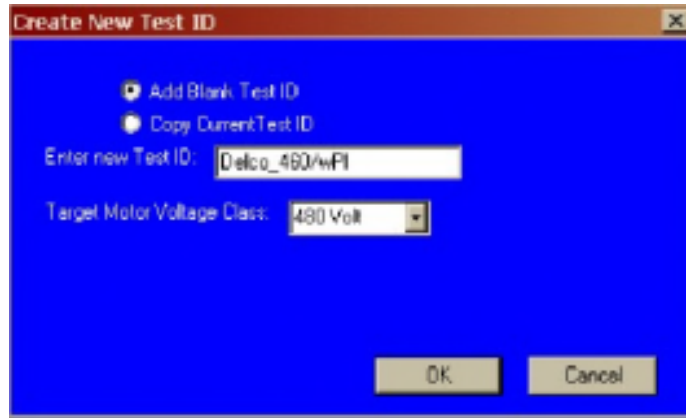 Create New Test ID
Add Blank Test ID
Copy CurrentTest ID
Enter new Test ID: Delco_460/wPI
Target Motor Voltage Class: 480 Volt
OK Cancel